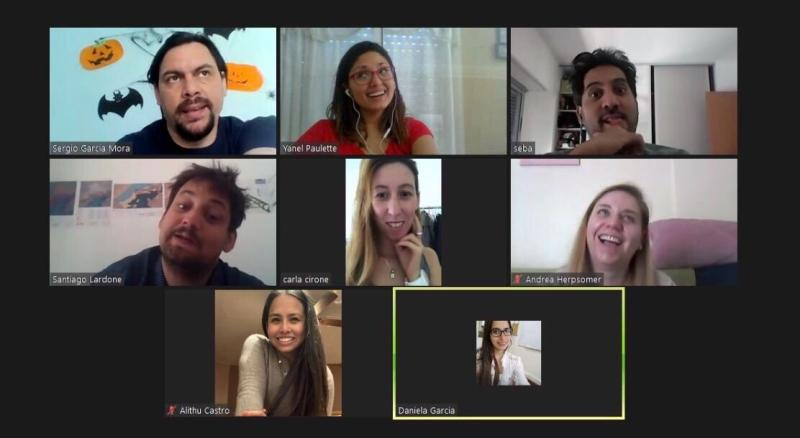 Sergio Garcia Mora
Yanel Paulette
seba
Santiago Lardone
carla cirone
Andrea Herpsomer
Alithu Castro
Daniela Garcia